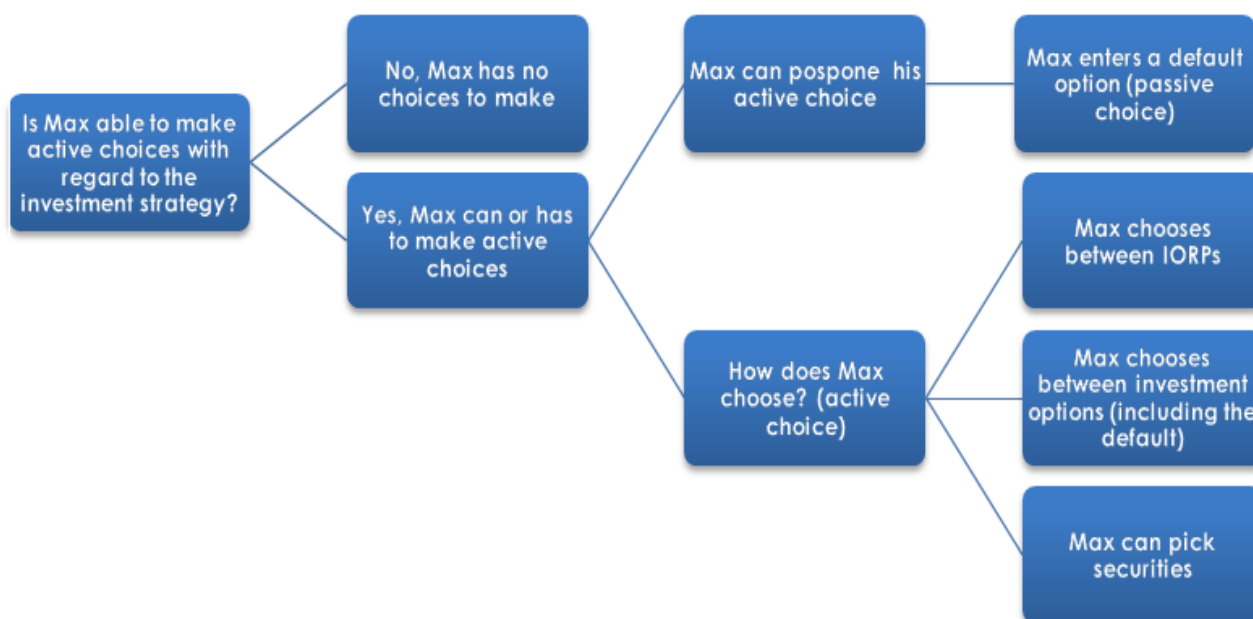 Is Max able to make
active choices with
regard to the
investment strategy?
No, Max has no
choices to make
Yes, Max can or has
to make active
choices
Max can pospone his
active choice
Max enters a default
option (passive
choice)
How does Max
choose? (active
choice)
Max chooses
between IORPs
Max chooses
between investment
options (including the
default)
Max can pick
securities